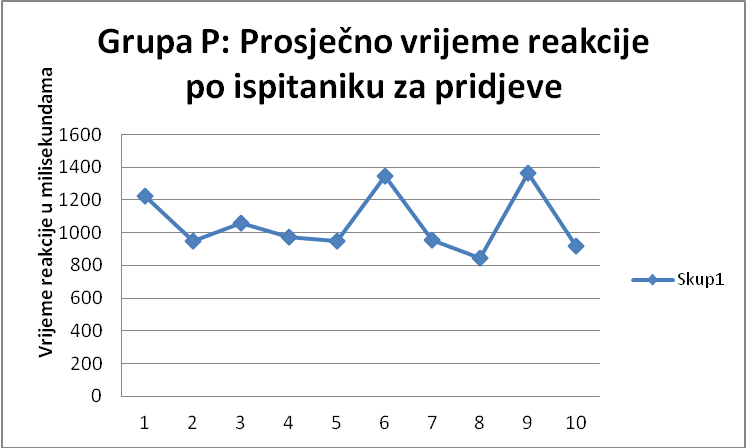 Grupa P: Prosječno vrijeme reakcije
po ispitaniku za pridjeve
Vrijeme reakcije u milisekundama
1600
1400
1200
1000
800
600
400
200
0
1 2 3 4 5 6 7 8 9 10
Skup1